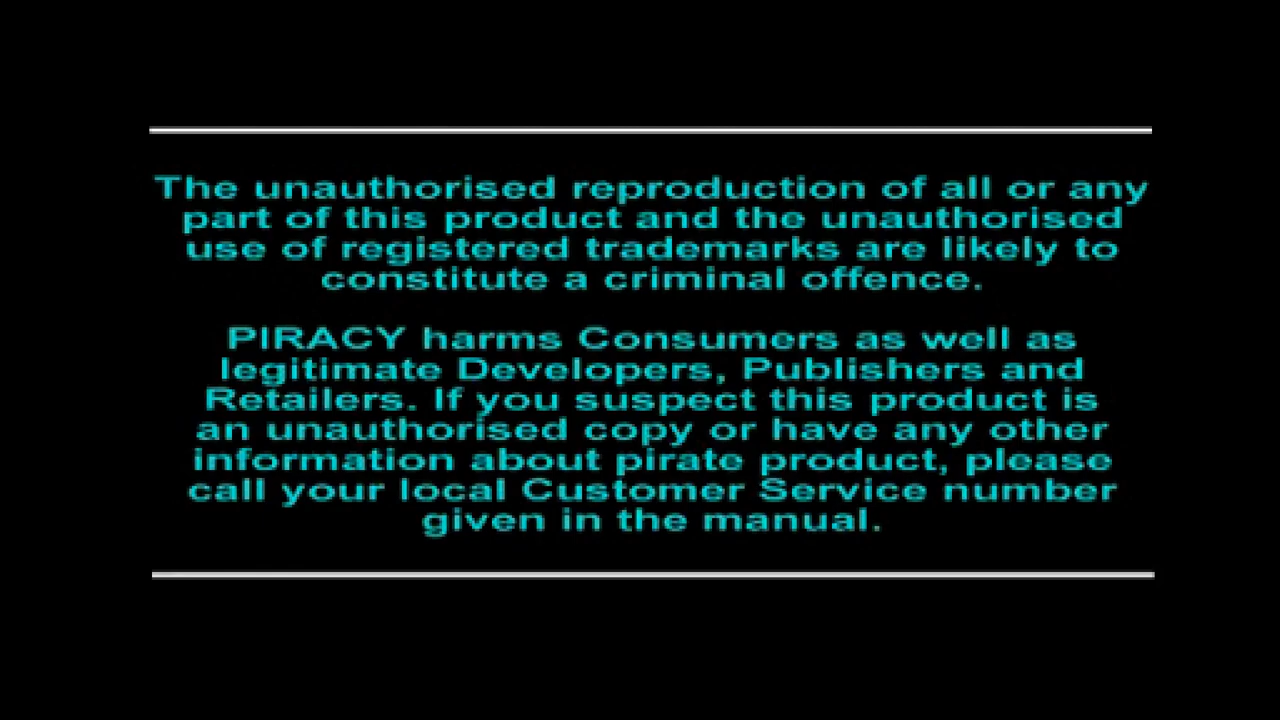 The unauthorised reproduction of all or any
part of this product and the unauthorised
use of registered trademarks are likely to
constitute a criminal offence.
PIRACY harms Consumers as well as
legitimate Developers, Publishers and
Retailers. If you suspect this product is
an unauthorised copy or have any other
information about pirate product, please
call your local Customer Service number
given in the manual.